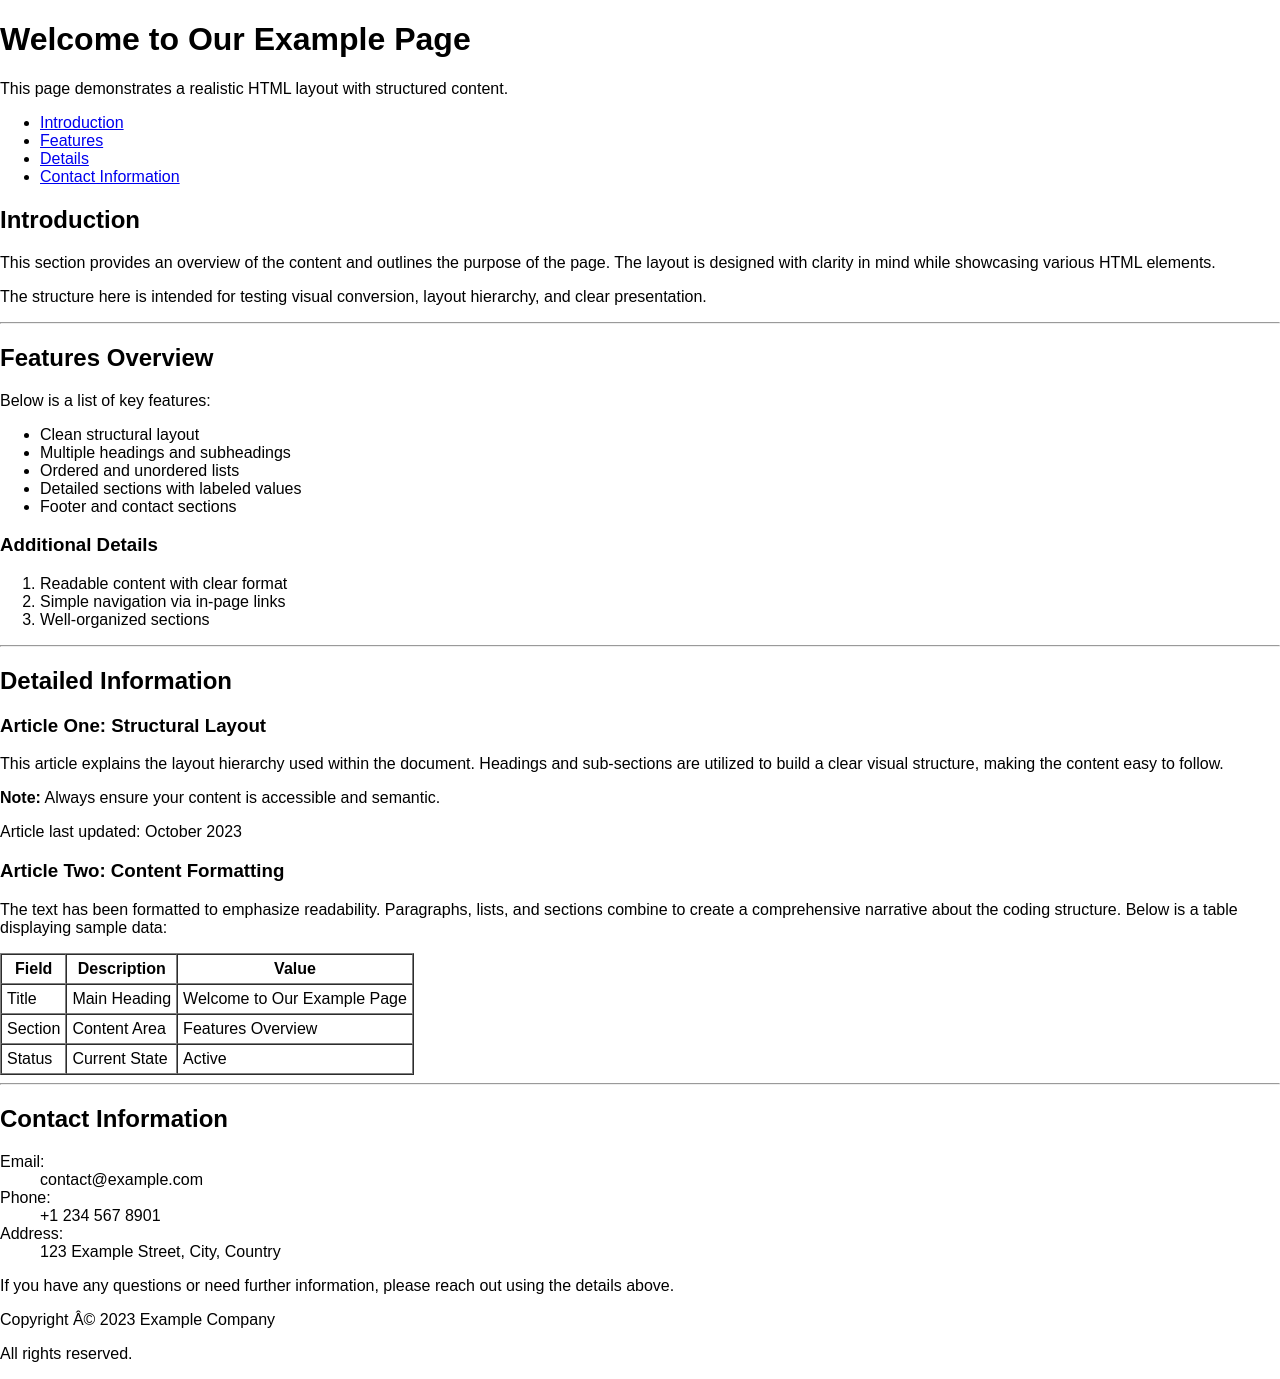 Welcome to Our Example Page
This page demonstrates a realistic HTML layout with structured content.
• Introduction
• Features
• Details
• Contact Information
Introduction
This section provides an overview of the content and outlines the purpose of the page. The layout is designed with clarity in mind while showcasing various HTML elements.
The structure here is intended for testing visual conversion, layout hierarchy, and clear presentation.
Features Overview
Below is a list of key features:
• Clean structural layout
• Multiple headings and subheadings
• Ordered and unordered lists
• Detailed sections with labeled values
• Footer and contact sections
Additional Details
1. Readable content with clear format
2. Simple navigation via in-page links
3. Well-organized sections
Detailed Information
Article One: Structural Layout
This article explains the layout hierarchy used within the document. Headings and sub-sections are utilized to build a clear visual structure, making the content easy to follow.
Note: Always ensure your content is accessible and semantic.
Article last updated: October 2023
Article Two: Content Formatting
The text has been formatted to emphasize readability. Paragraphs, lists, and sections combine to create a comprehensive narrative about the coding structure. Below is a table
displaying sample data:
Field Description Value
Title Main Heading Welcome to Our Example Page
Section Content Area Features Overview
Status Current State Active
Contact Information
Email:
contact@example.com
Phone:
+1 234 567 8901
Address:
123 Example Street, City, Country
If you have any questions or need further information, please reach out using the details above.
Copyright Â© 2023 Example Company
All rights reserved.